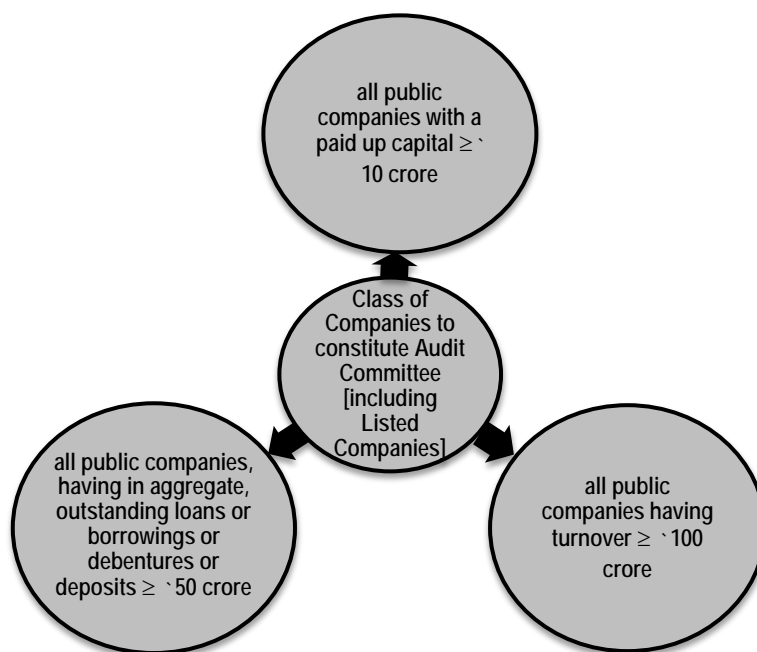 all public
companies with a
paid up capital ≥ `
10 crore
Class of
Companies to
constitute Audit
Committee
[including
Listed
Companies]
all public companies,
having in aggregate,
outstanding loans or
borrowings or
debentures or
deposits ≥ `50 crore
all public
companies having
turnover ≥ `100
crore